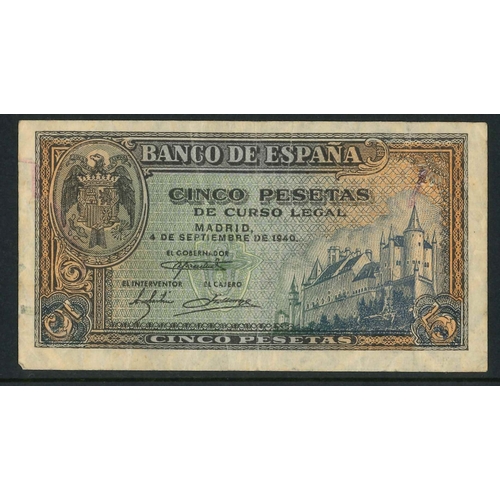 BANCO DE ESPAÑA
CINCO PESETAS
DE CURSO LEGAL
MADRID,
4 DE SEPTIEMBRE DE 1940.
EL GOBERNADOR
EL INTERVENTOR EL CAJERO
5 5
CINCO PESETAS